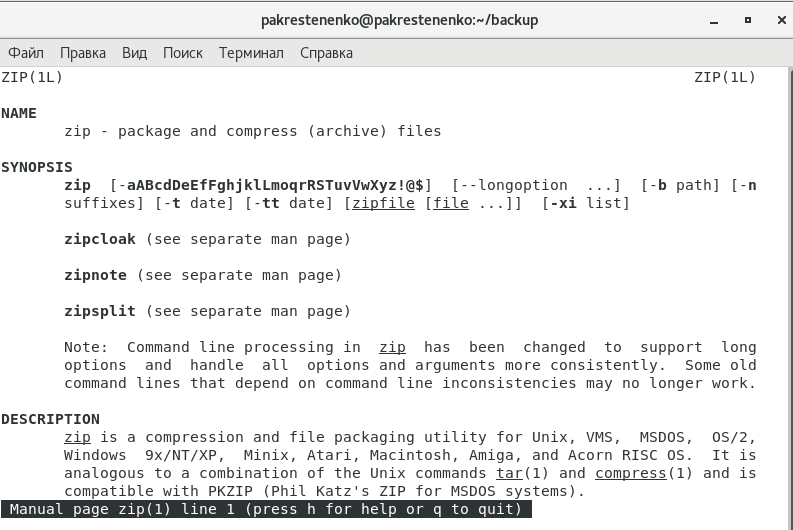 pakrestenenko@pakrestenenko:~/backup
Файл Правка Вид Поиск Терминал Справка
ZIP(1L) ZIP(1L)
NAME
zip - package and compress (archive) files
SYNOPSIS
zip [-aABcdDeEfFghjklLmoqrRSTuvVwXyz!@$] [--longoption ...] [-b path] [-n
suffixes] [-t date] [-tt date] [zipfile [file ...]] [-xi list]
zipcloak (see separate man page)
zipnote (see separate man page)
zipsplit (see separate man page)
Note: Command line processing in zip has been changed to support long
options and handle all options and arguments more consistently. Some old
command lines that depend on command line inconsistencies may no longer work.
DESCRIPTION
zip is a compression and file packaging utility for Unix, VMS, MSDOS, OS/2,
Windows 9x/NT/XP, Minix, Atari, Macintosh, Amiga, and Acorn RISC OS. It is
analogous to a combination of the Unix commands tar(1) and compress(1) and is
compatible with PKZIP (Phil Katz's ZIP for MSDOS systems).
Manual page zip(1) line 1 (press h for help or q to quit)